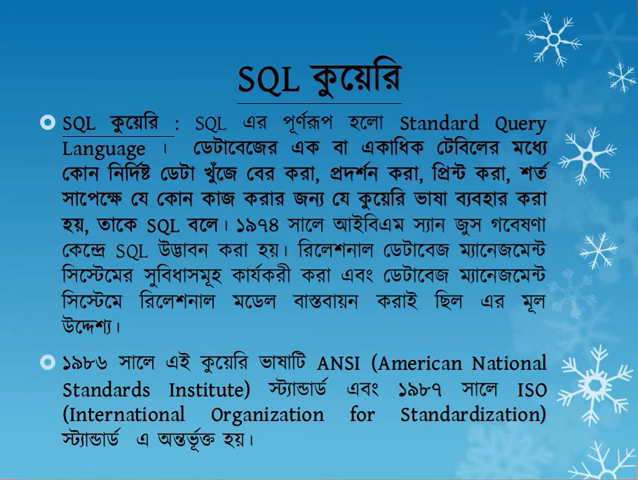 SQL কুয়েরি
SQL কুয়েরি : SQL এর পূর্ণরূপ হলো Standard Query
Language । ডেটাবেজের এক বা একাধিক টেবিলের মধ্যে
কোন নির্দিষ্ট ডেটা খুঁজে বের করা, প্রদর্শন করা, প্রিন্ট করা, শর্ত
সাপেক্ষে যে কোন কাজ করার জন্য যে কুয়েরি ভাষা ব্যবহার করা
হয়, তাকে SQL বলে। ১৯৭৪ সালে আইবিএম স্যান জুস গবেষণা
কেন্দ্রে SQL উদ্ভাবন করা হয়। রিলেশনাল ডেটাবেজ ম্যানেজমেন্ট
সিস্টেমের সুবিধাসমূহ কার্যকরী করা এবং ডেটাবেজ ম্যানেজমেন্ট
সিস্টেমে রিলেশনাল মডেল বাস্তবায়ন করাই ছিল এর মূল
উদ্দেশ্য।
১৯৮৬ সালে এই কুয়েরি ভাষাটি ANSI (American National
Standards Institute) স্ট্যান্ডার্ড এবং ১৯৮৭ সালে ISO
(International Organization for Standardization)
স্ট্যান্ডার্ড এ অন্তর্ভূক্ত হয়।